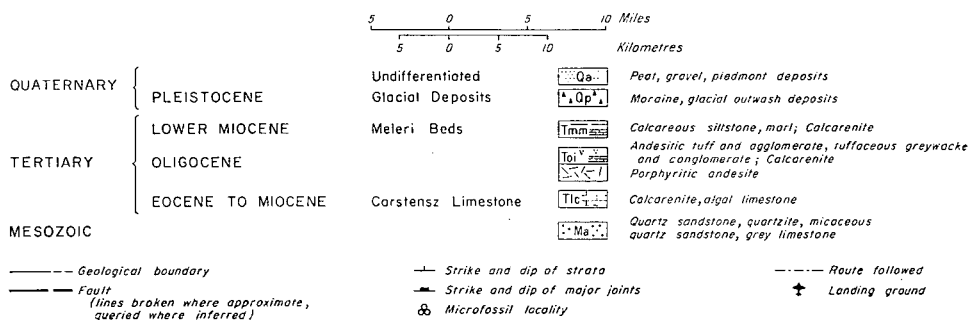 5 0 5 10 Miles
5 0 5 10 Kilometres
QUATERNARY Undifferentiated Qa Peat, gravel, piedmont deposits
PLEISTOCENE Glacial Deposits Qp Moraine, glacial outwash deposits
LOWER MIOCENE Meleri Beds Tmm Calcareous siltstone, marl; Calcarenite
TERTIARY OLIGOCENE Toi Andesitic tuff and agglomerate, tuffaceous greywacke
and conglomerate; Calcarenite
Porphyritic andesite
EOCENE TO MIOCENE Carstensz Limestone Tlc Calcarenite, algal limestone
MESOZOIC Ma Quartz sandstone, quartzite, micaceous
quartz sandstone, grey limestone
Geological boundary Strike and dip of strata Route followed
Fault Strike and dip of major joints Landing ground
(lines broken where approximate, Microfossil locality
queried where inferred)